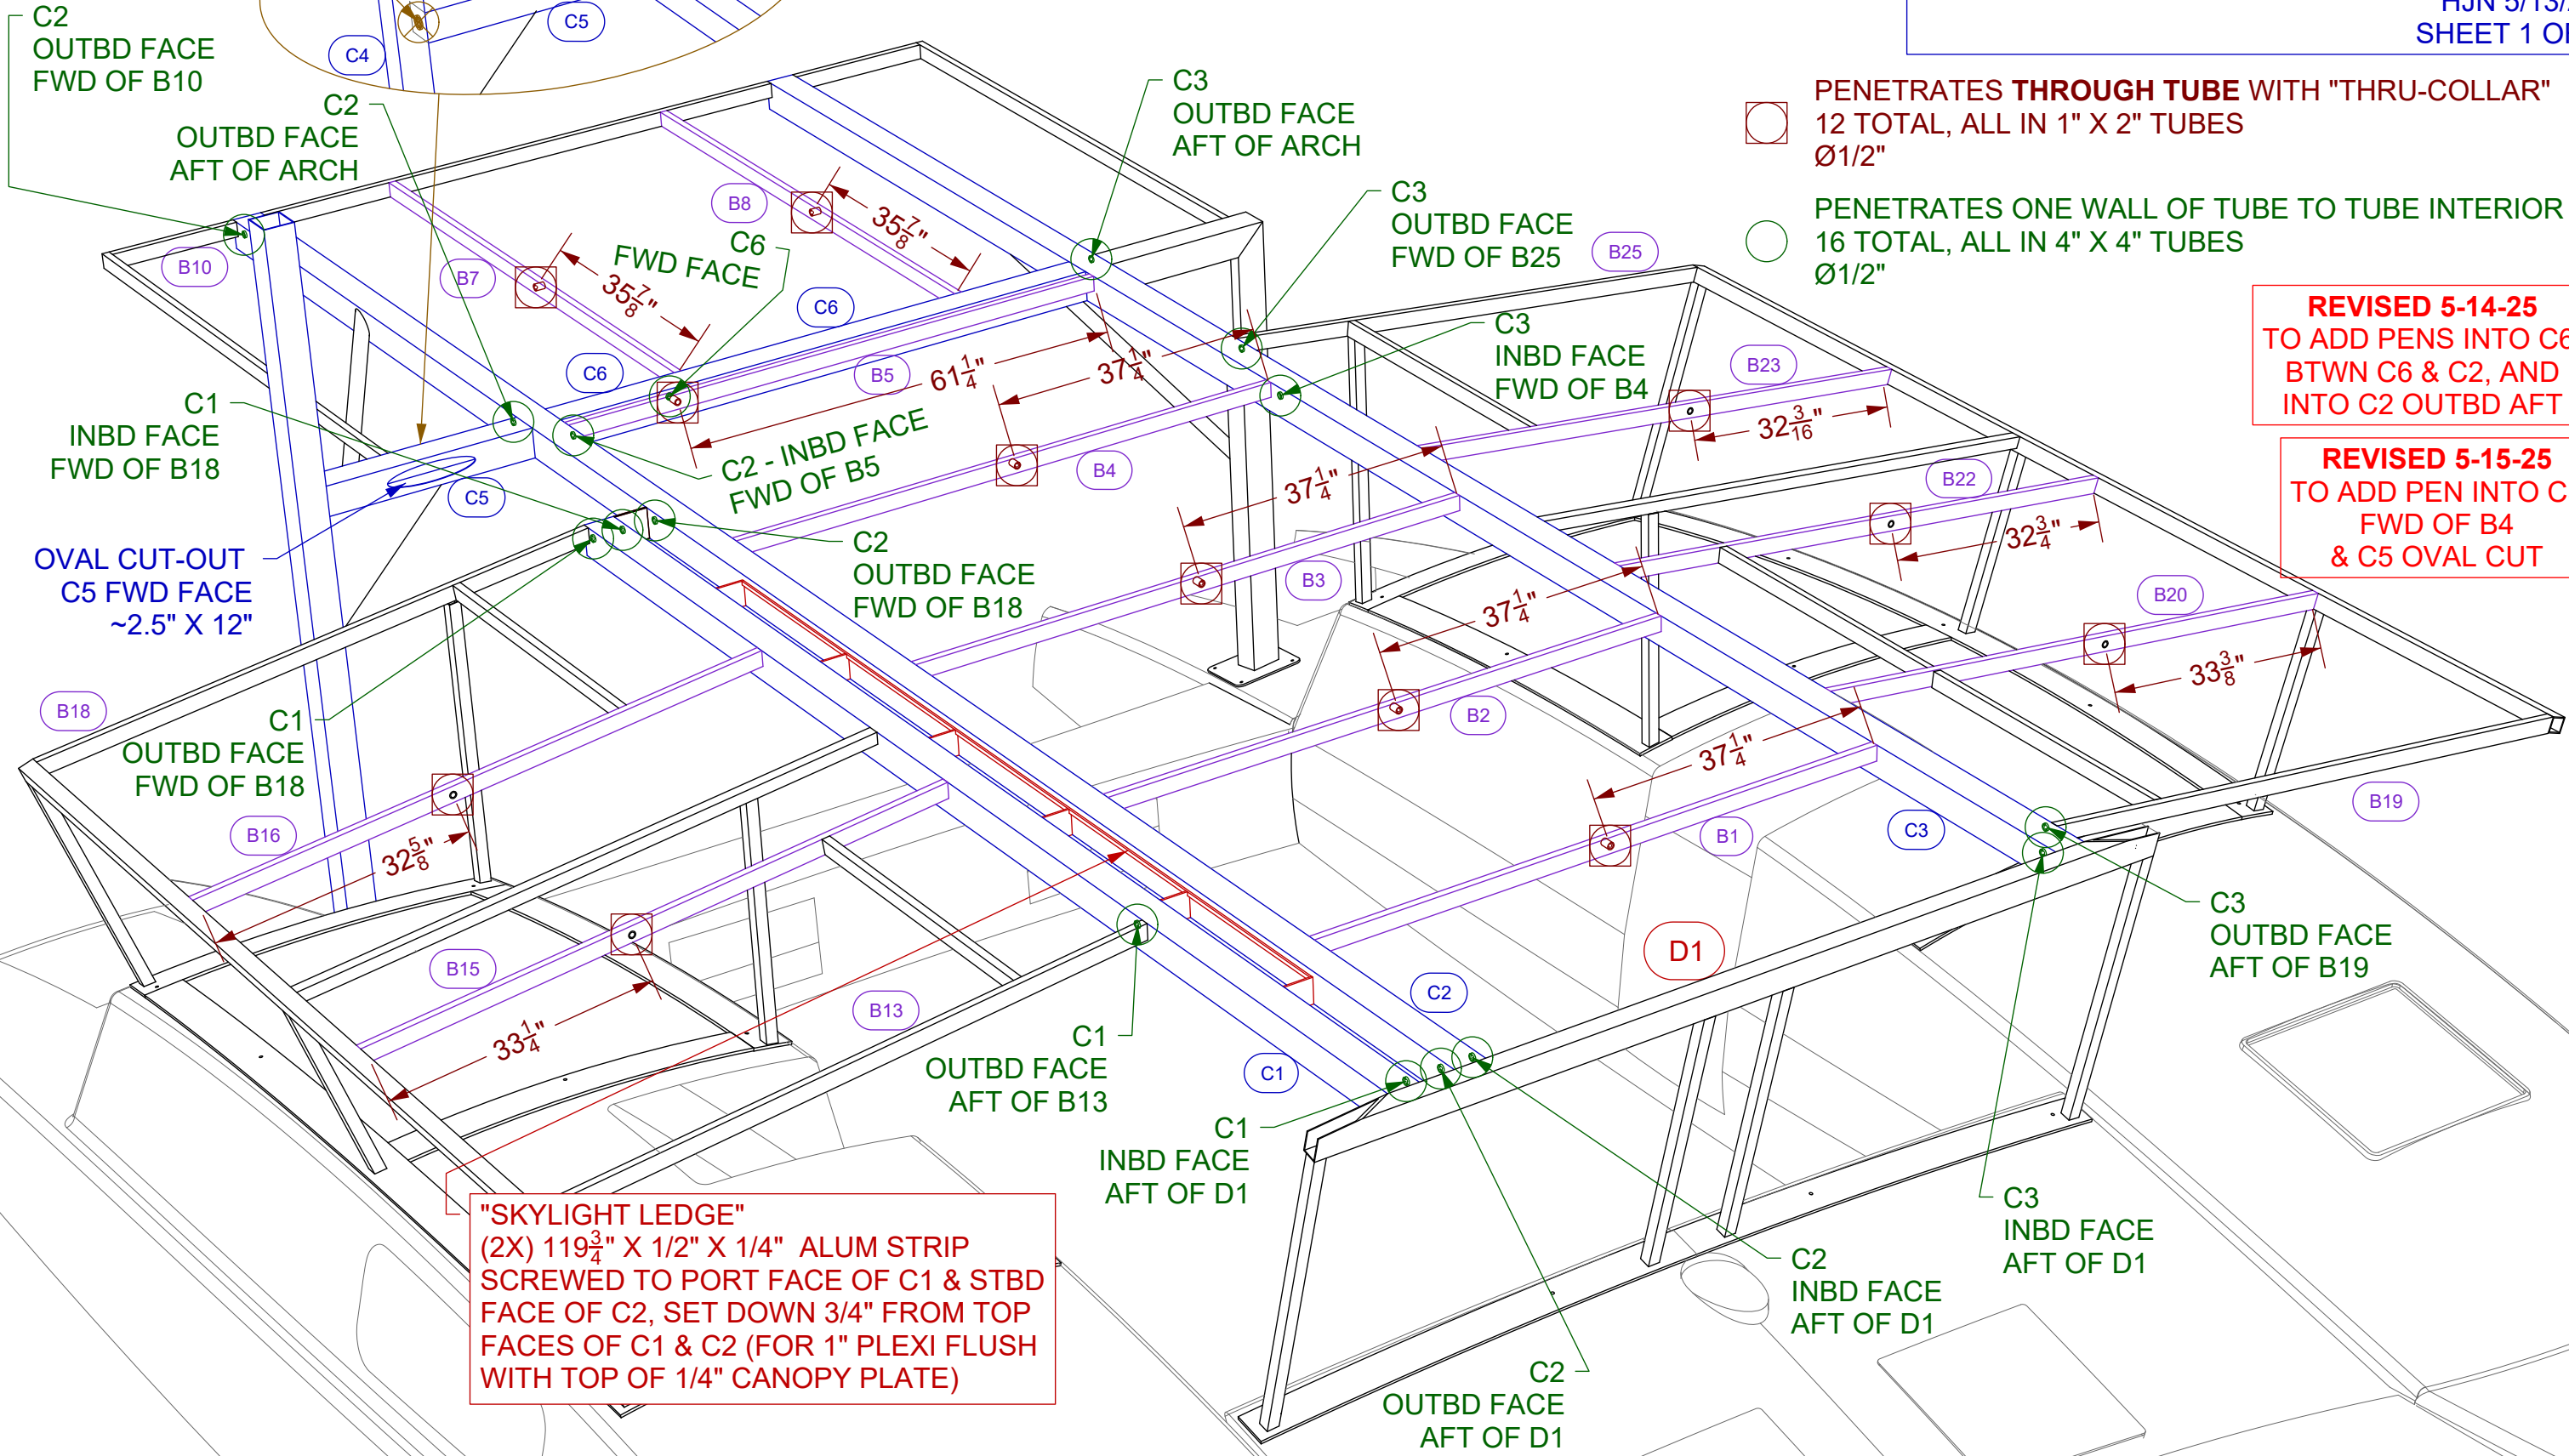 HJN 5/13/
SHEET 1 OF
C2
OUTBD FACE
FWD OF B10
C4
C5
C2
OUTBD FACE
AFT OF ARCH
C3
OUTBD FACE
AFT OF ARCH
PENETRATES THROUGH TUBE WITH "THRU-COLLAR"
12 TOTAL, ALL IN 1" X 2" TUBES
Ø1/2"
C3
OUTBD FACE
FWD OF B25
PENETRATES ONE WALL OF TUBE TO TUBE INTERIOR
16 TOTAL, ALL IN 4" X 4" TUBES
Ø1/2"
B8
35 7/8"
C6
FWD FACE
B10
B7
35 7/8"
B25
REVISED 5-14-25
TO ADD PENS INTO C6
BTWN C6 & C2, AND
INTO C2 OUTBD AFT
C6
C6
B5
61 1/4"
37 1/4"
C3
INBD FACE
FWD OF B4
B23
32 3/16"
C1
INBD FACE
FWD OF B18
C2 - INBD FACE
FWD OF B5
B4
37 1/4"
REVISED 5-15-25
TO ADD PEN INTO C
FWD OF B4
& C5 OVAL CUT
C5
B22
32 3/4"
OVAL CUT-OUT
C5 FWD FACE
~2.5" X 12"
C2
OUTBD FACE
FWD OF B18
B3
37 1/4"
B20
33 3/8"
B18
C1
OUTBD FACE
FWD OF B18
B2
37 1/4"
B16
32 5/8"
B1
C3
B19
B15
33 1/4"
B13
D1
C3
OUTBD FACE
AFT OF B19
C2
C1
C1
OUTBD FACE
AFT OF B13
C1
INBD FACE
AFT OF D1
C3
INBD FACE
AFT OF D1
C2
INBD FACE
AFT OF D1
"SKYLIGHT LEDGE"
(2X) 119 3/4" X 1/2" X 1/4" ALUM STRIP
SCREWED TO PORT FACE OF C1 & STBD
FACE OF C2, SET DOWN 3/4" FROM TOP
FACES OF C1 & C2 (FOR 1" PLEXI FLUSH
WITH TOP OF 1/4" CANOPY PLATE)
C2
OUTBD FACE
AFT OF D1